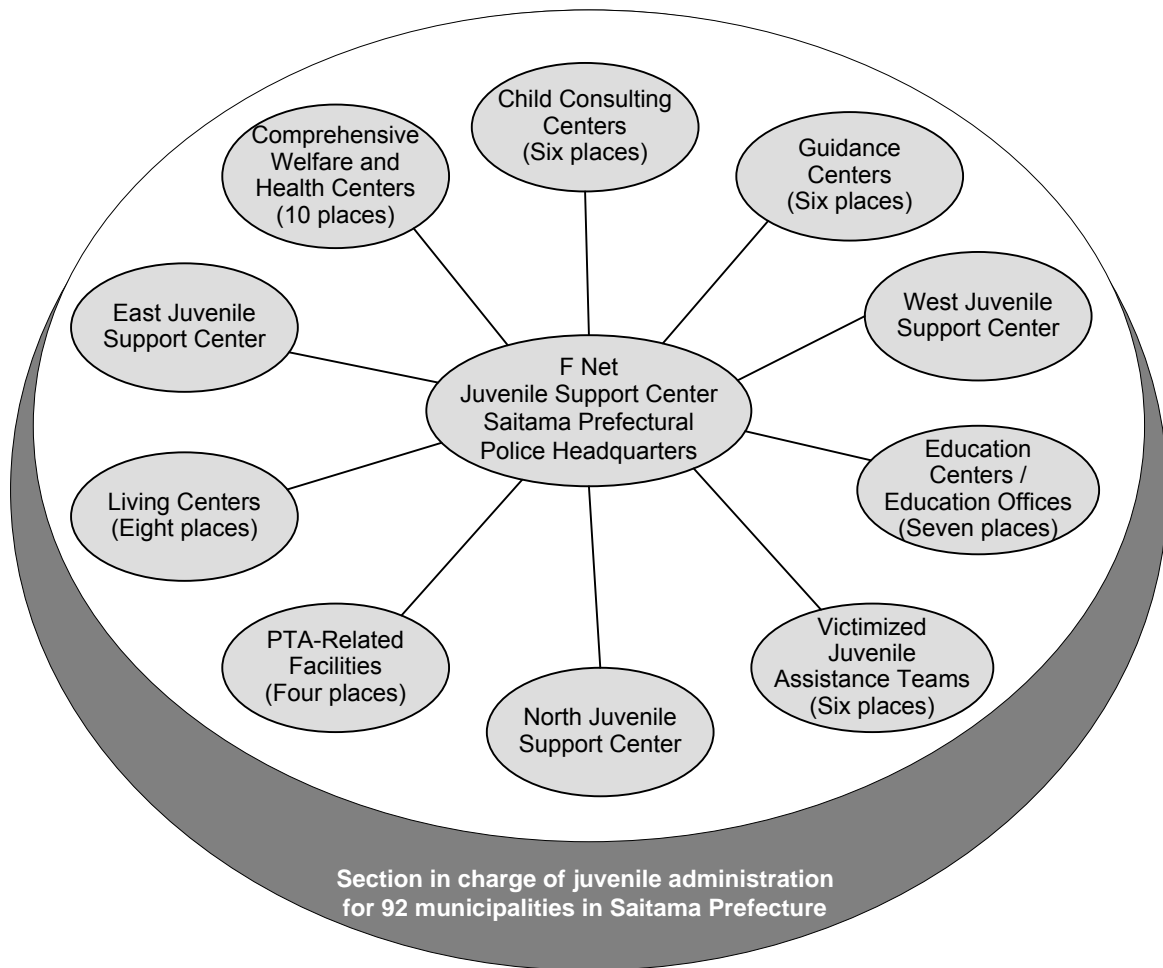 Child Consulting
Centers
(Six places)
Comprehensive
Welfare and
Health Centers
(10 places)
Guidance
Centers
(Six places)
East Juvenile
Support Center
West Juvenile
Support Center
F Net
Juvenile Support Center
Saitama Prefectural
Police Headquarters
Living Centers
(Eight places)
Education
Centers /
Education Offices
(Seven places)
PTA-Related
Facilities
(Four places)
North Juvenile
Support Center
Victimized
Juvenile
Assistance Teams
(Six places)
Section in charge of juvenile administration
for 92 municipalities in Saitama Prefecture